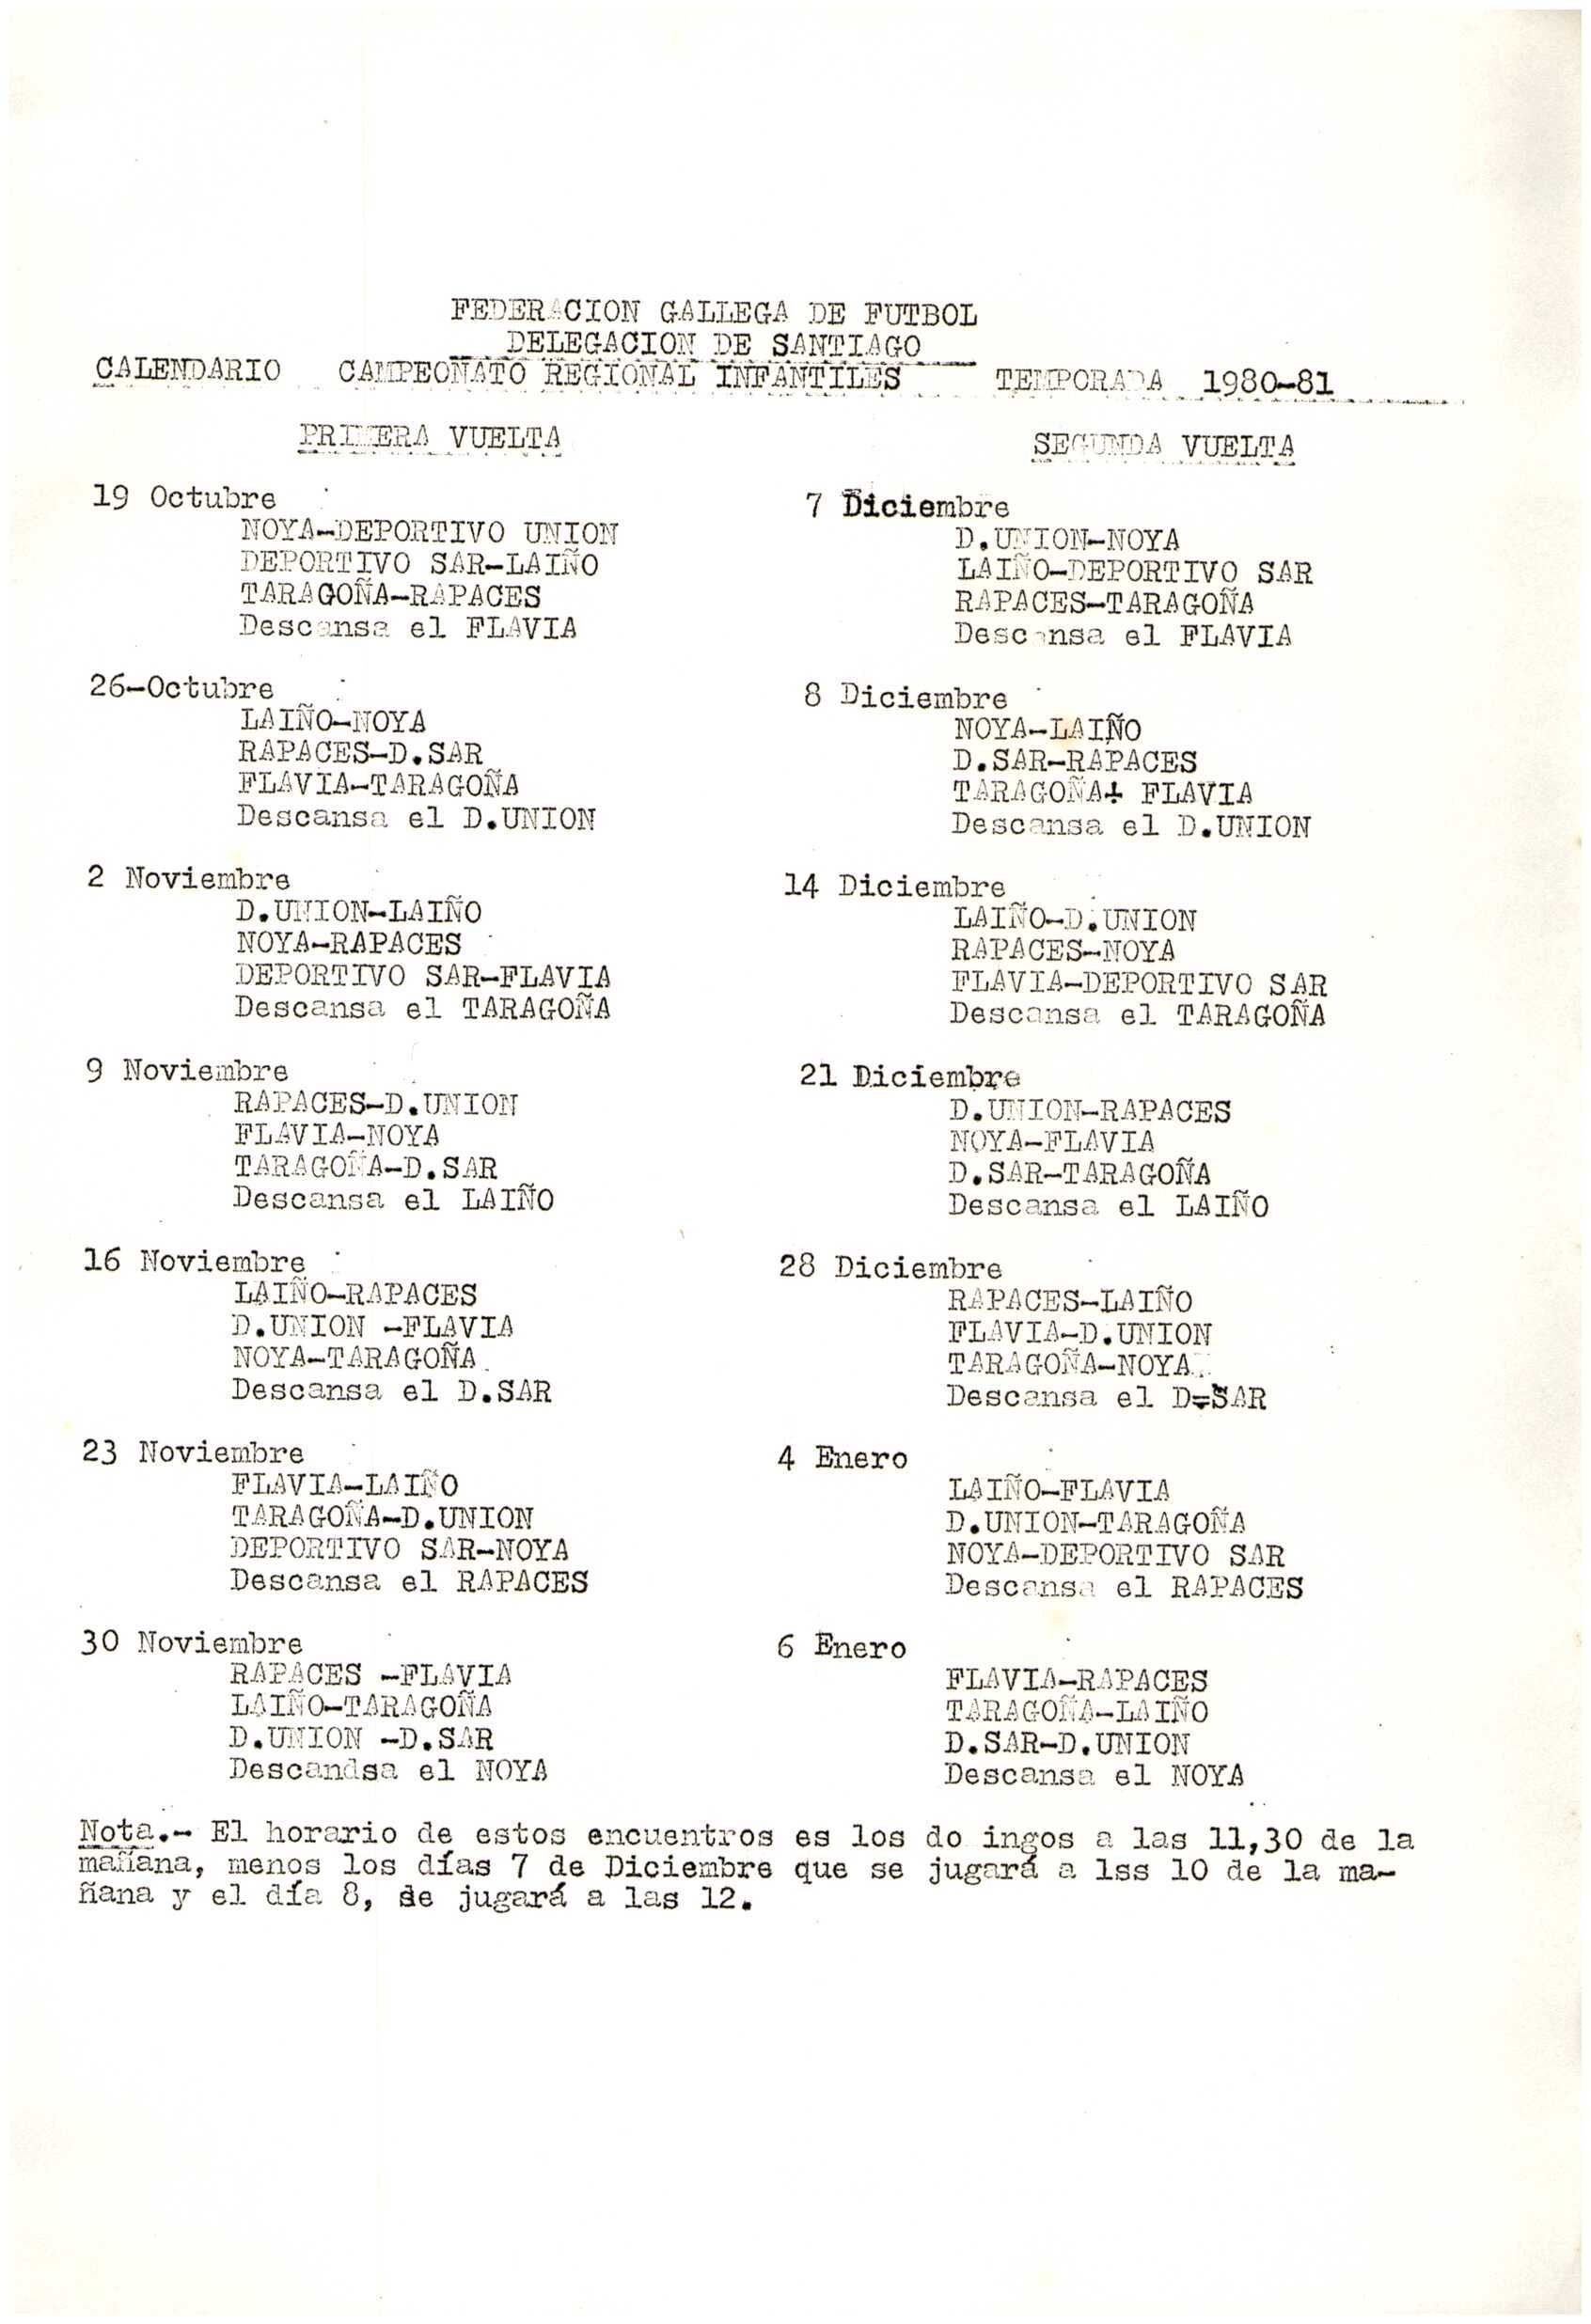 FEDERACION GALLEGA DE FUTBOL
DELEGACION DE SANTIAGO
CALENDARIO CAMPEONATO REGIONAL INFANTILES TEMPORADA 1980-81
PRIMERA VUELTA
19 Octubre
NOYA-DEPORTIVO UNION
DEPORTIVO SAR-LAIÑO
TARAGOÑA-RAPACES
Descansa el FLAVIA
26-Octubre
LAIÑO-NOYA
RAPACES-D.SAR
FLAVIA-TARAGOÑA
Descansa el D.UNION
2 Noviembre
D.UNION-LAIÑO
NOYA-RAPACES
DEPORTIVO SAR-FLAVIA
Descansa el TARAGOÑA
9 Noviembre
RAPACES-D.UNION
FLAVIA-NOYA
TARAGOÑA-D.SAR
Descansa el LAIÑO
16 Noviembre
LAIÑO-RAPACES
D.UNION -FLAVIA
NOYA-TARAGOÑA
Descansa el D.SAR
23 Noviembre
FLAVIA-LAIÑO
TARAGOÑA-D.UNION
DEPORTIVO SAR-NOYA
Descansa el RAPACES
30 Noviembre
RAPACES -FLAVIA
LAIÑO-TARAGOÑA
D.UNION -D.SAR
Descandsa el NOYA
SEGUNDA VUELTA
7 Diciembre
D.UNION-NOYA
LAIÑO-DEPORTIVO SAR
RAPACES-TARAGOÑA
Descansa el FLAVIA
8 Diciembre
NOYA-LAIÑO
D.SAR-RAPACES
TARAGOÑA+ FLAVIA
Descansa el D.UNION
14 Diciembre
LAIÑO-D.UNION
RAPACES-NOYA
FLAVIA-DEPORTIVO SAR
Descansa el TARAGOÑA
21 Diciembre
D.UNION-RAPACES
NOYA-FLAVIA
D.SAR-TARAGOÑA
Descansa el LAIÑO
28 Diciembre
RAPACES-LAIÑO
FLAVIA-D.UNION
TARAGOÑA-NOYA
Descansa el D.SAR
4 Enero
LAIÑO-FLAVIA
D.UNION-TARAGOÑA
NOYA-DEPORTIVO SAR
Descansa el RAPACES
6 Enero
FLAVIA-RAPACES
TARAGOÑA-LAIÑO
D.SAR-D.UNION
Descansa el NOYA
Nota.- El horario de estos encuentros es los do ingos a las 11,30 de la
mañana, menos los días 7 de Diciembre que se jugará a lss 10 de la ma-
ñana y el día 8, se jugará a las 12.